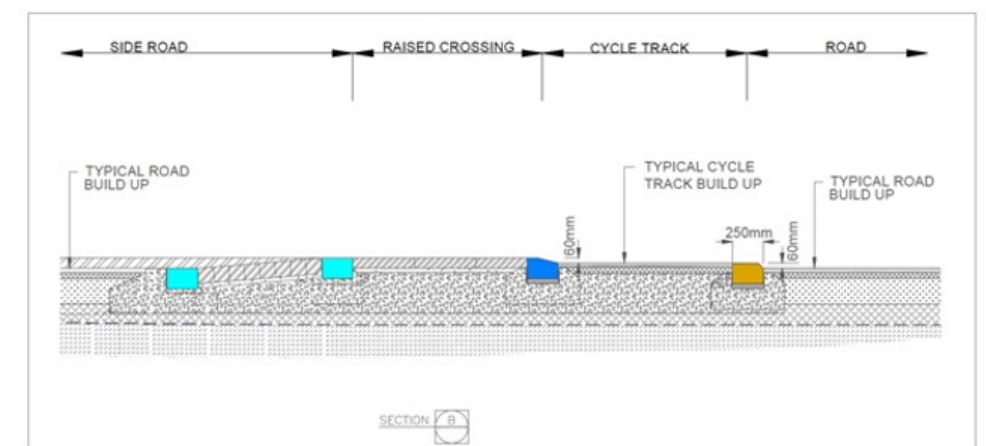 SIDE ROAD
RAISED CROSSING
CYCLE TRACK
ROAD
TYPICAL ROAD
BUILD UP
TYPICAL CYCLE
TRACK BUILD UP
TYPICAL ROAD
BUILD UP
60mm
250mm
60mm
SECTION B